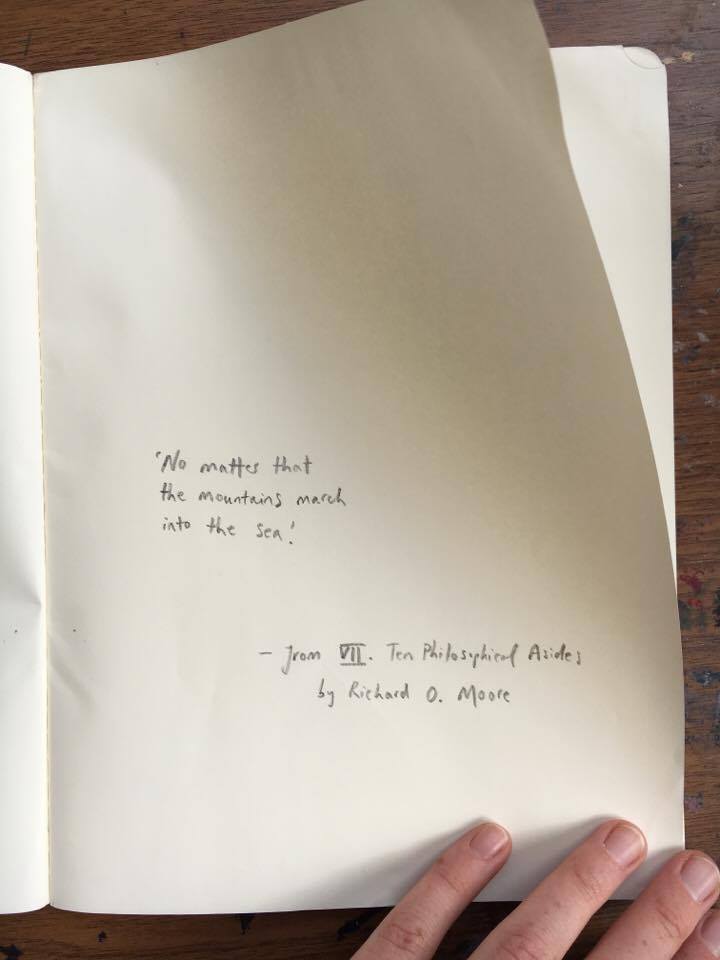 'No matter that
the mountains march
into the sea.'
- from VII. Ten Philosophical Asides
by Richard O. Moore